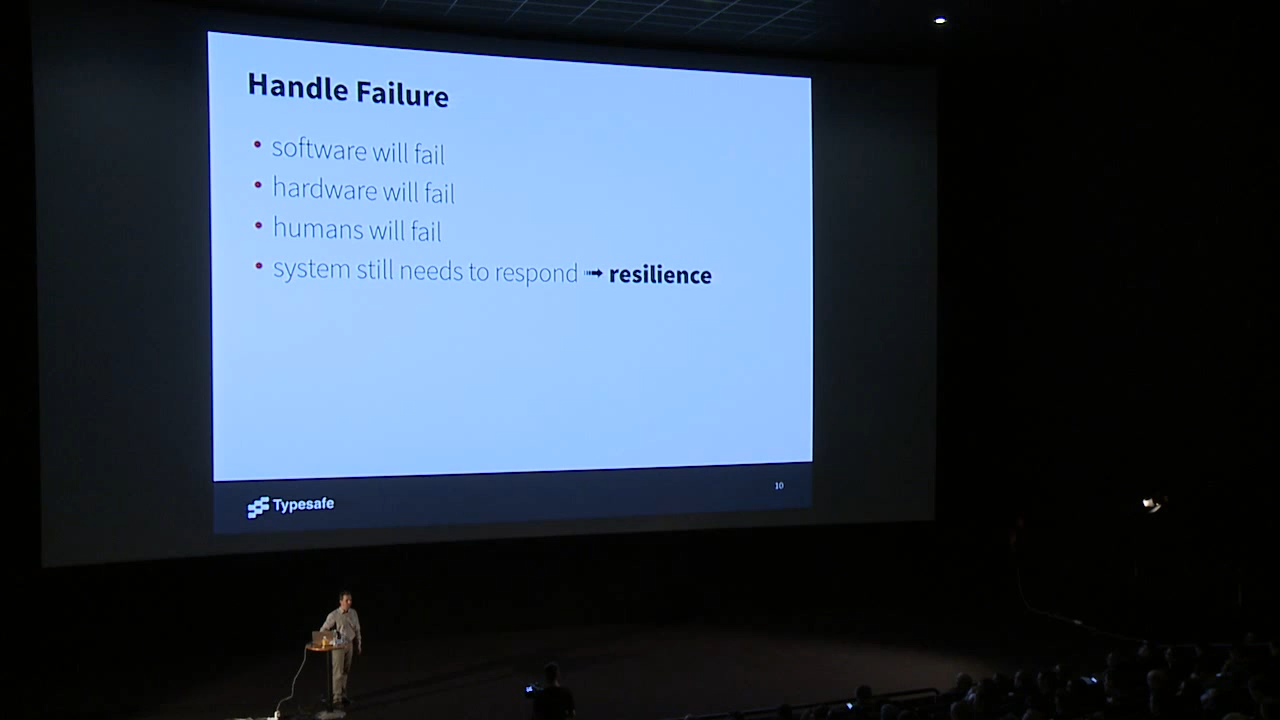 Handle Failure
• software will fail
• hardware will fail
• humans will fail
• system still needs to respond ➟ resilience
10
Typesafe